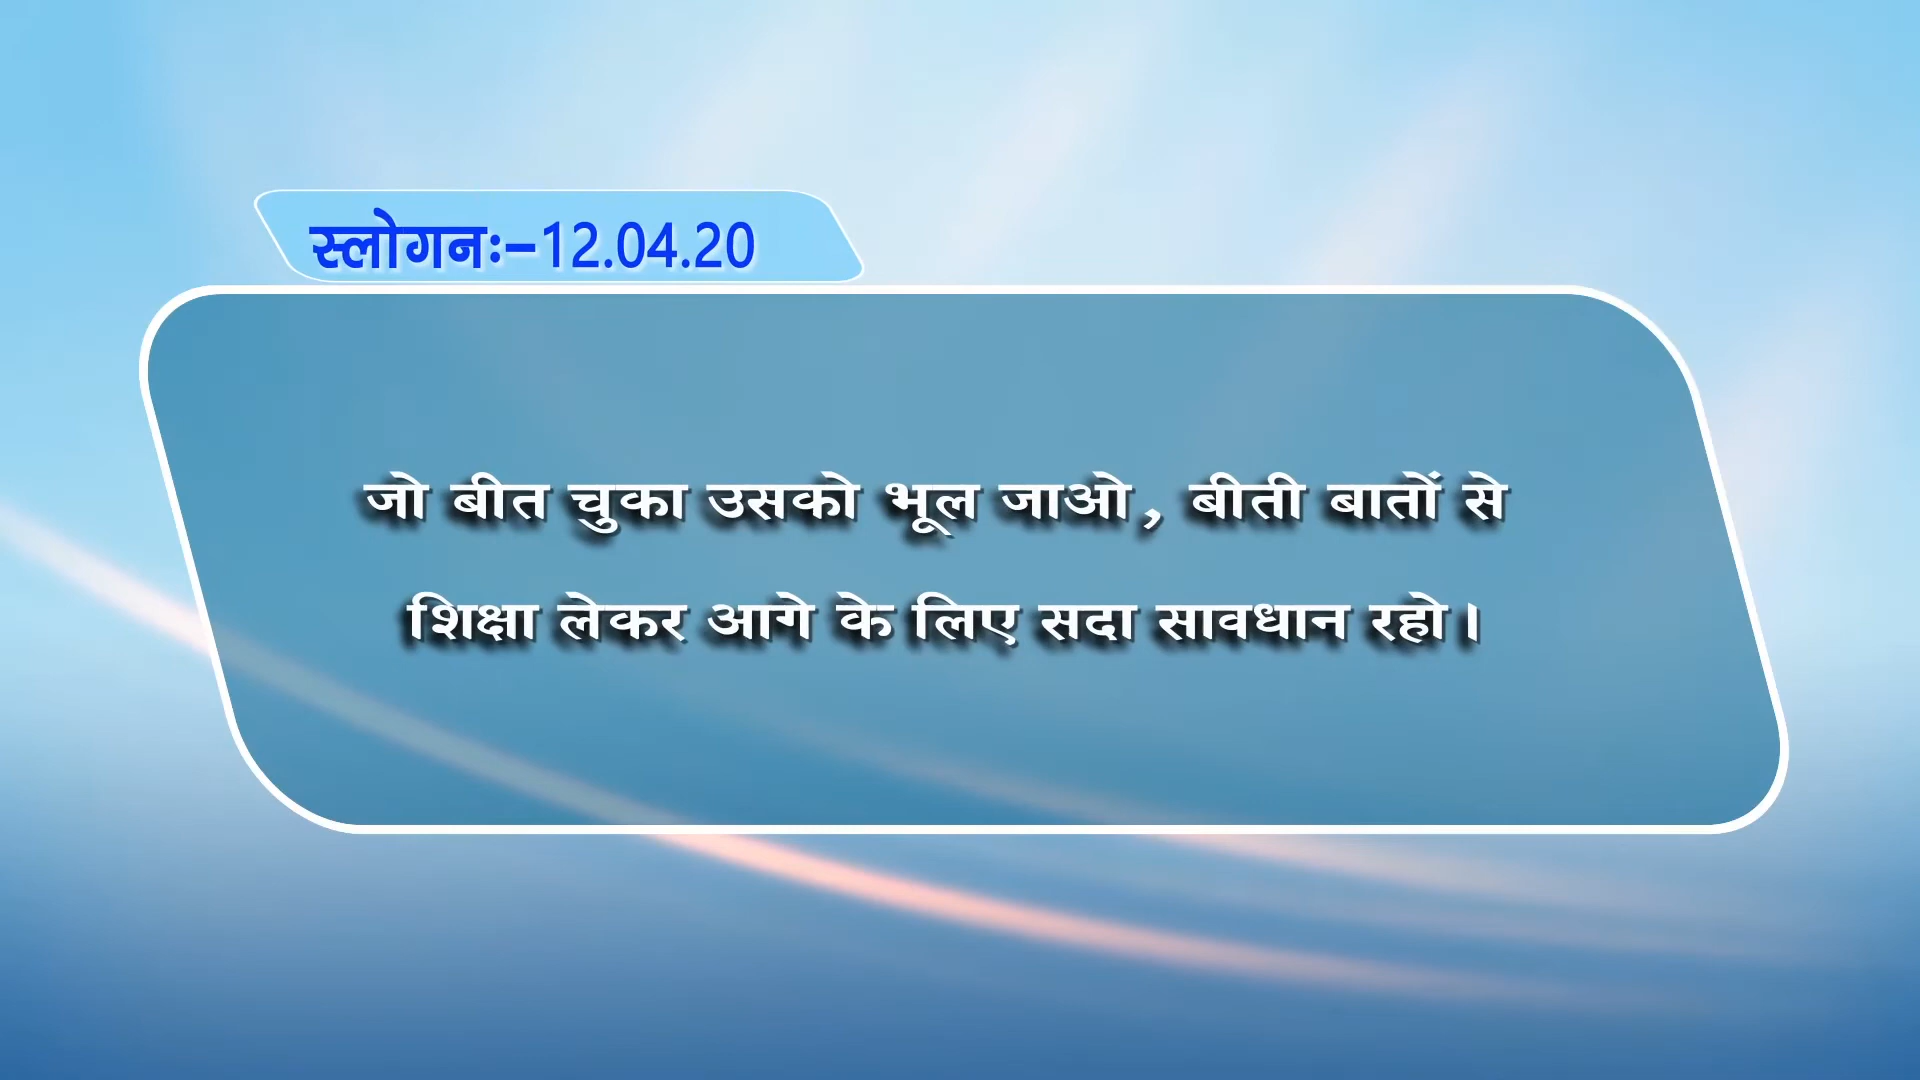 स्लोगनः–12.04.20
जो बीत चुका उसको भूल जाओ, बीती बातों से
शिक्षा लेकर आगे के लिए सदा सावधान रहो।